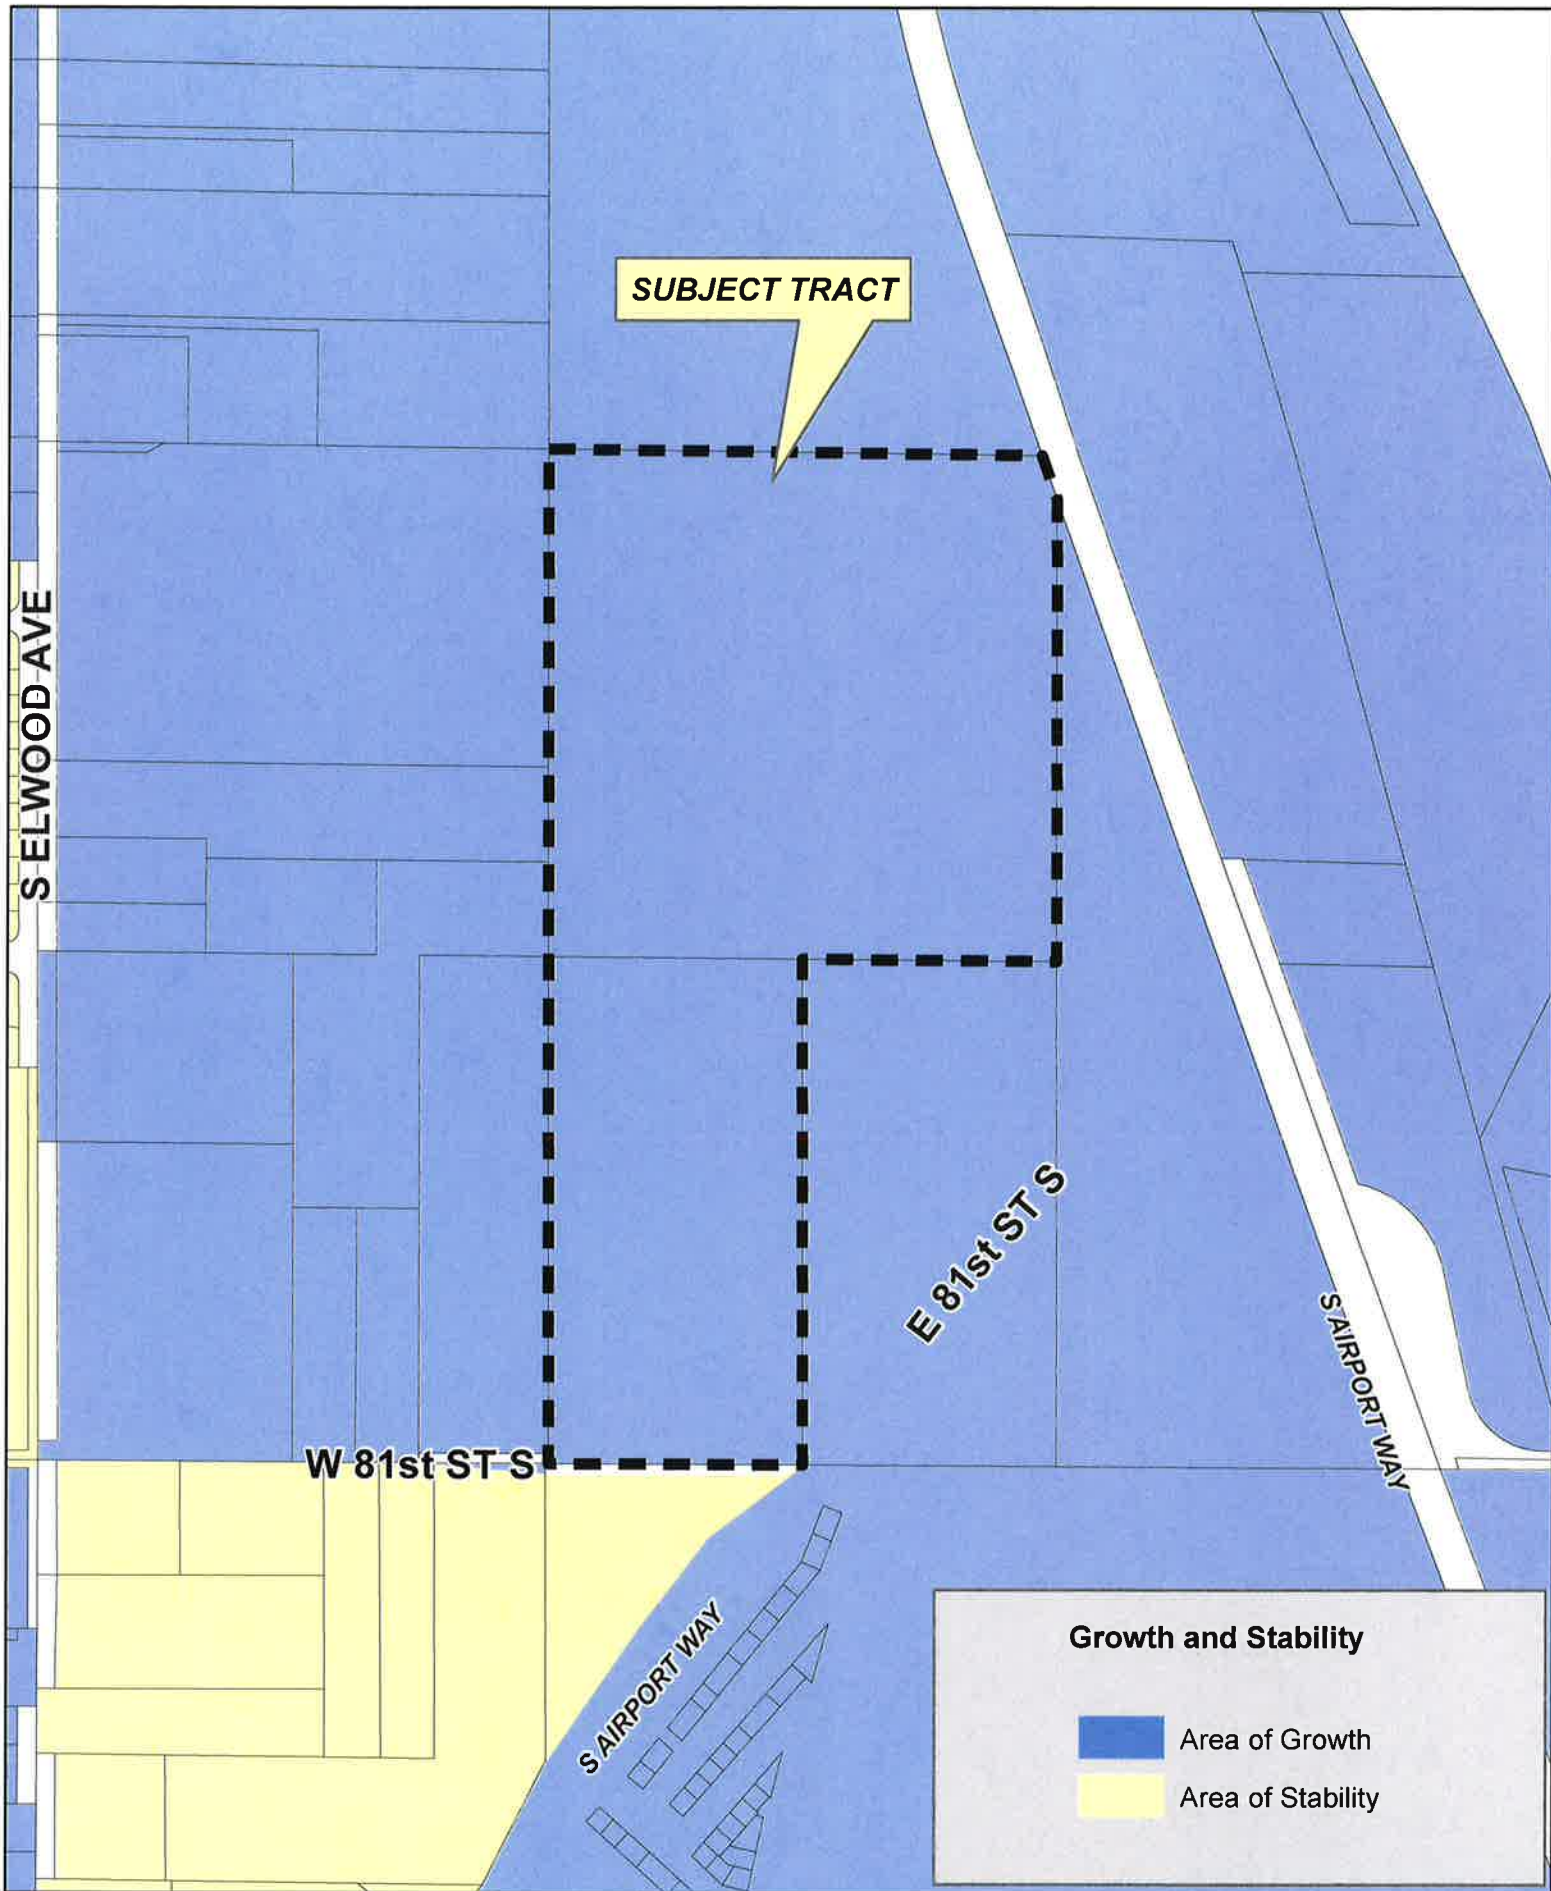 SUBJECT TRACT
S ELWOOD AVE
E 81st ST S
S AIRPORT WAY
W 81st ST S
S AIRPORT WAY
Growth and Stability
Area of Growth
Area of Stability